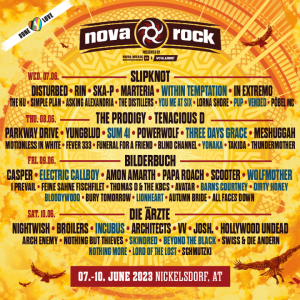 RUNE LOVE
nova rock
PRESENTED BY
WED. 07.06.
SLIPKNOT
DISTURBED • RIN • SKA-P • MARTERIA • WITHIN TEMPTATION • IN EXTREMO
THE HU • SIMPLE PLAN • ASKING ALEXANDRIA • THE DISTILLERS • YOU ME AT SIX • LORNA SHORE • PUP • VENDED • PÖBEL MC
THU. 08.06.
THE PRODIGY • TENACIOUS D
PARKWAY DRIVE • YUNGBLUD • SUM 41 • POWERWOLF • THREE DAYS GRACE • MESHUGGAH
MOTIONLESS IN WHITE • FEVER 333 • FUNERAL FOR A FRIEND • BLIND CHANNEL • YONAKA • TAKIDA • THUNDERMOTHER
FRI. 09.06.
BILDERBUCH
CASPER • ELECTRIC CALLBOY • AMON AMARTH • PAPA ROACH • SCOOTER • WOLFMOTHER
I PREVAIL • FEINE SAHNE FISCHFILET • THOMAS D & THE KBCS • AVATAR • BARNS COURTNEY • DIRTY HONEY
BLOODYWOOD • BURY TOMORROW • LIONHEART • AUTUMN BRIDE • ALL FACES DOWN
SAT. 10.06.
DIE ÄRZTE
NIGHTWISH • BROILERS • INCUBUS • ARCHITECTS • VV • JOSH. • HOLLYWOOD UNDEAD
ARCH ENEMY • NOTHING BUT THIEVES • SKINDRED • BEYOND THE BLACK • SWISS & DIE ANDERN
NOTHING MORE • LORD OF THE LOST • SCHMUTZKI
07.-10. JUNE 2023 NICKELSDORF, AT